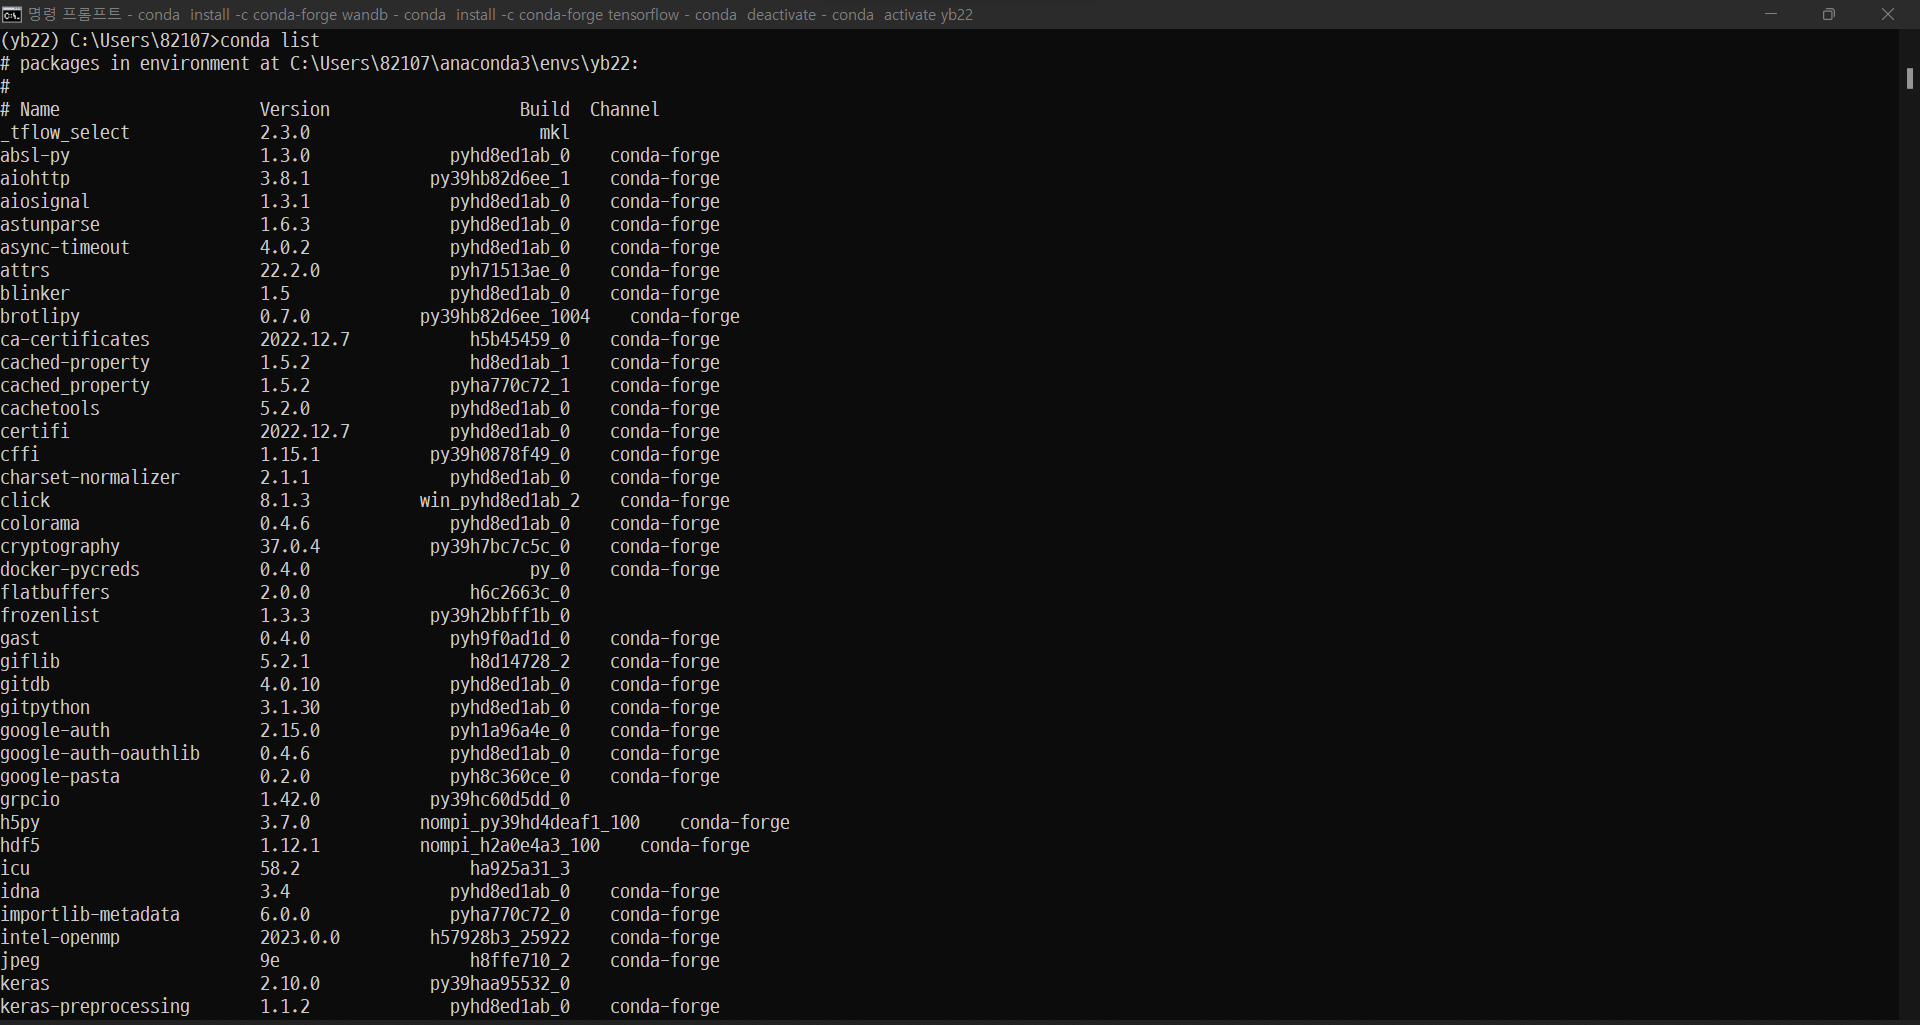 명령 프롬프트 - conda  install -c conda-forge wandb - conda  install -c conda-forge tensorflow - conda  deactivate - conda  activate yb22
(yb22) C:\Users\82107>conda list
# packages in environment at C:\Users\82107\anaconda3\envs\yb22:
#
# Name                    Version                   Build  Channel
_tflow_select             2.3.0                       mkl
absl-py                   1.3.0              pyhd8ed1ab_0    conda-forge
aiohttp                   3.8.1            py39hb82d6ee_1    conda-forge
aiosignal                 1.3.1              pyhd8ed1ab_0    conda-forge
astunparse                1.6.3              pyhd8ed1ab_0    conda-forge
async-timeout             4.0.2              pyhd8ed1ab_0    conda-forge
attrs                     22.2.0             pyh71513ae_0    conda-forge
blinker                   1.5                pyhd8ed1ab_0    conda-forge
brotlipy                  0.7.0           py39hb82d6ee_1004    conda-forge
ca-certificates           2022.12.7            h5b45459_0    conda-forge
cached-property           1.5.2                hd8ed1ab_1    conda-forge
cached_property           1.5.2              pyha770c72_1    conda-forge
cachetools                5.2.0              pyhd8ed1ab_0    conda-forge
certifi                   2022.12.7          pyhd8ed1ab_0    conda-forge
cffi                      1.15.1           py39h0878f49_0    conda-forge
charset-normalizer        2.1.1              pyhd8ed1ab_0    conda-forge
click                     8.1.3           win_pyhd8ed1ab_2    conda-forge
colorama                  0.4.6              pyhd8ed1ab_0    conda-forge
cryptography              37.0.4           py39h7bc7c5c_0    conda-forge
docker-pycreds            0.4.0                      py_0    conda-forge
flatbuffers               2.0.0                h6c2663c_0
frozenlist                1.3.3            py39h2bbff1b_0
gast                      0.4.0              pyh9f0ad1d_0    conda-forge
giflib                    5.2.1                h8d14728_2    conda-forge
gitdb                     4.0.10             pyhd8ed1ab_0    conda-forge
gitpython                 3.1.30             pyhd8ed1ab_0    conda-forge
google-auth               2.15.0             pyh1a96a4e_0    conda-forge
google-auth-oauthlib      0.4.6              pyhd8ed1ab_0    conda-forge
google-pasta              0.2.0              pyh8c360ce_0    conda-forge
grpcio                    1.42.0           py39hc60d5dd_0
h5py                      3.7.0           nompi_py39hd4deaf1_100    conda-forge
hdf5                      1.12.1          nompi_h2a0e4a3_100    conda-forge
icu                       58.2                 ha925a31_3
idna                      3.4                pyhd8ed1ab_0    conda-forge
importlib-metadata        6.0.0              pyha770c72_0    conda-forge
intel-openmp              2023.0.0         h57928b3_25922    conda-forge
jpeg                      9e                   h8ffe710_2    conda-forge
keras                     2.10.0           py39haa95532_0
keras-preprocessing       1.1.2              pyhd8ed1ab_0    conda-forge